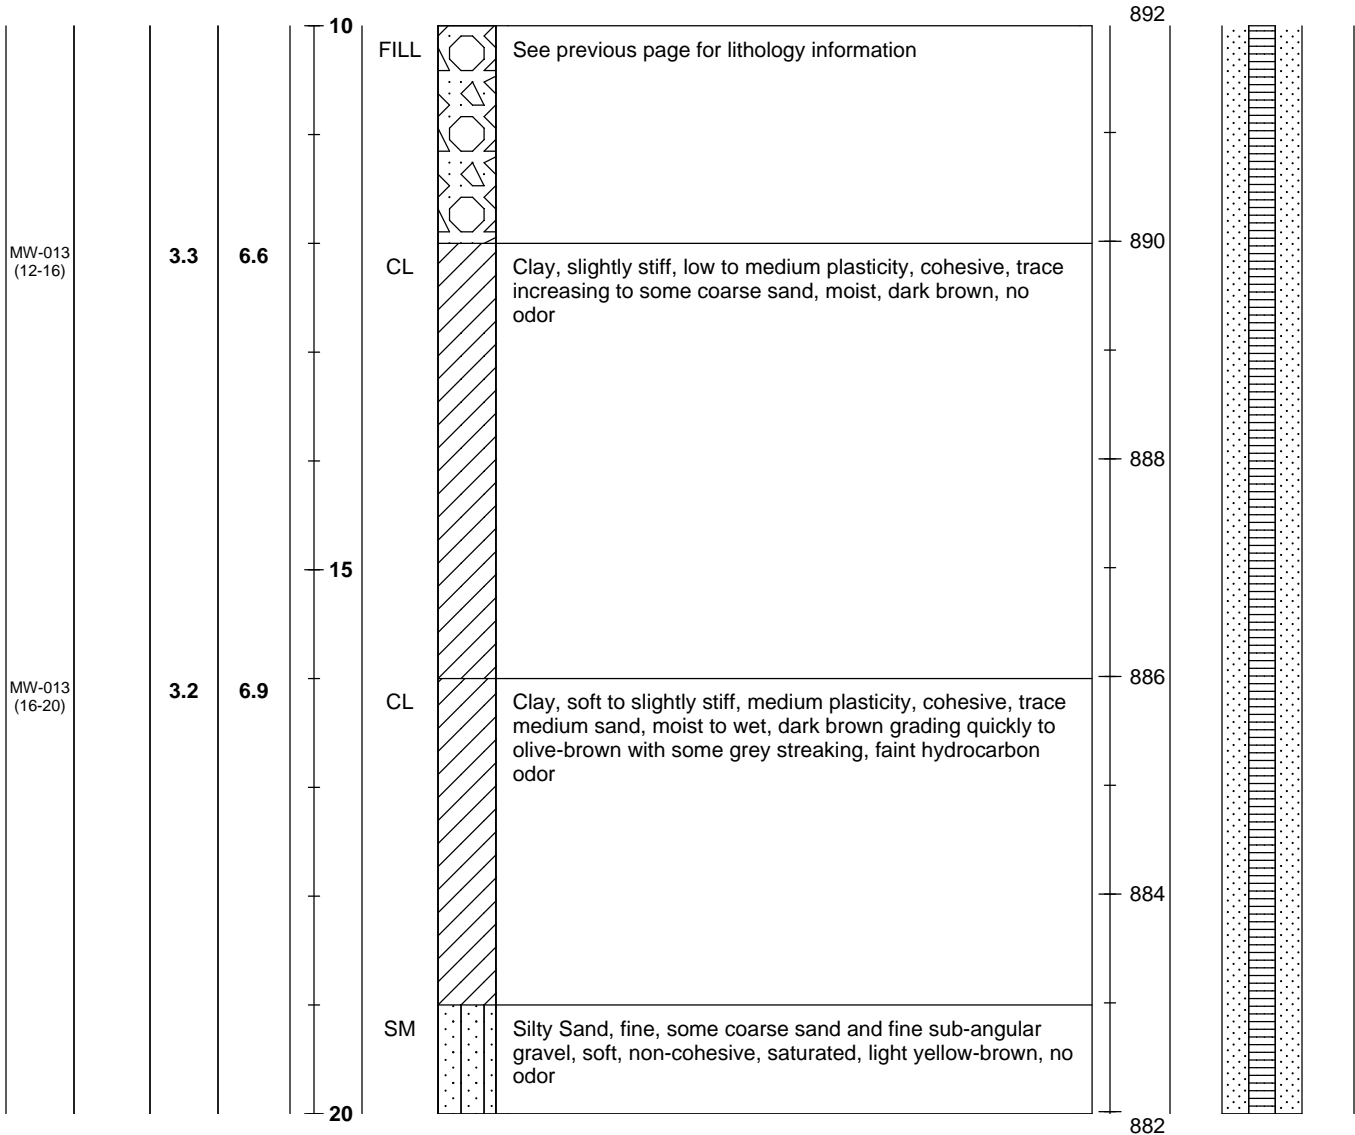 10
892
FILL
See previous page for lithology information
MW-013
(12-16)
3.3
6.6
890
CL
Clay, slightly stiff, low to medium plasticity, cohesive, trace
increasing to some coarse sand, moist, dark brown, no
odor
888
15
MW-013
(16-20)
3.2
6.9
886
CL
Clay, soft to slightly stiff, medium plasticity, cohesive, trace
medium sand, moist to wet, dark brown grading quickly to
olive-brown with some grey streaking, faint hydrocarbon
odor
884
SM
Silty Sand, fine, some coarse sand and fine sub-angular
gravel, soft, non-cohesive, saturated, light yellow-brown, no
odor
20
882